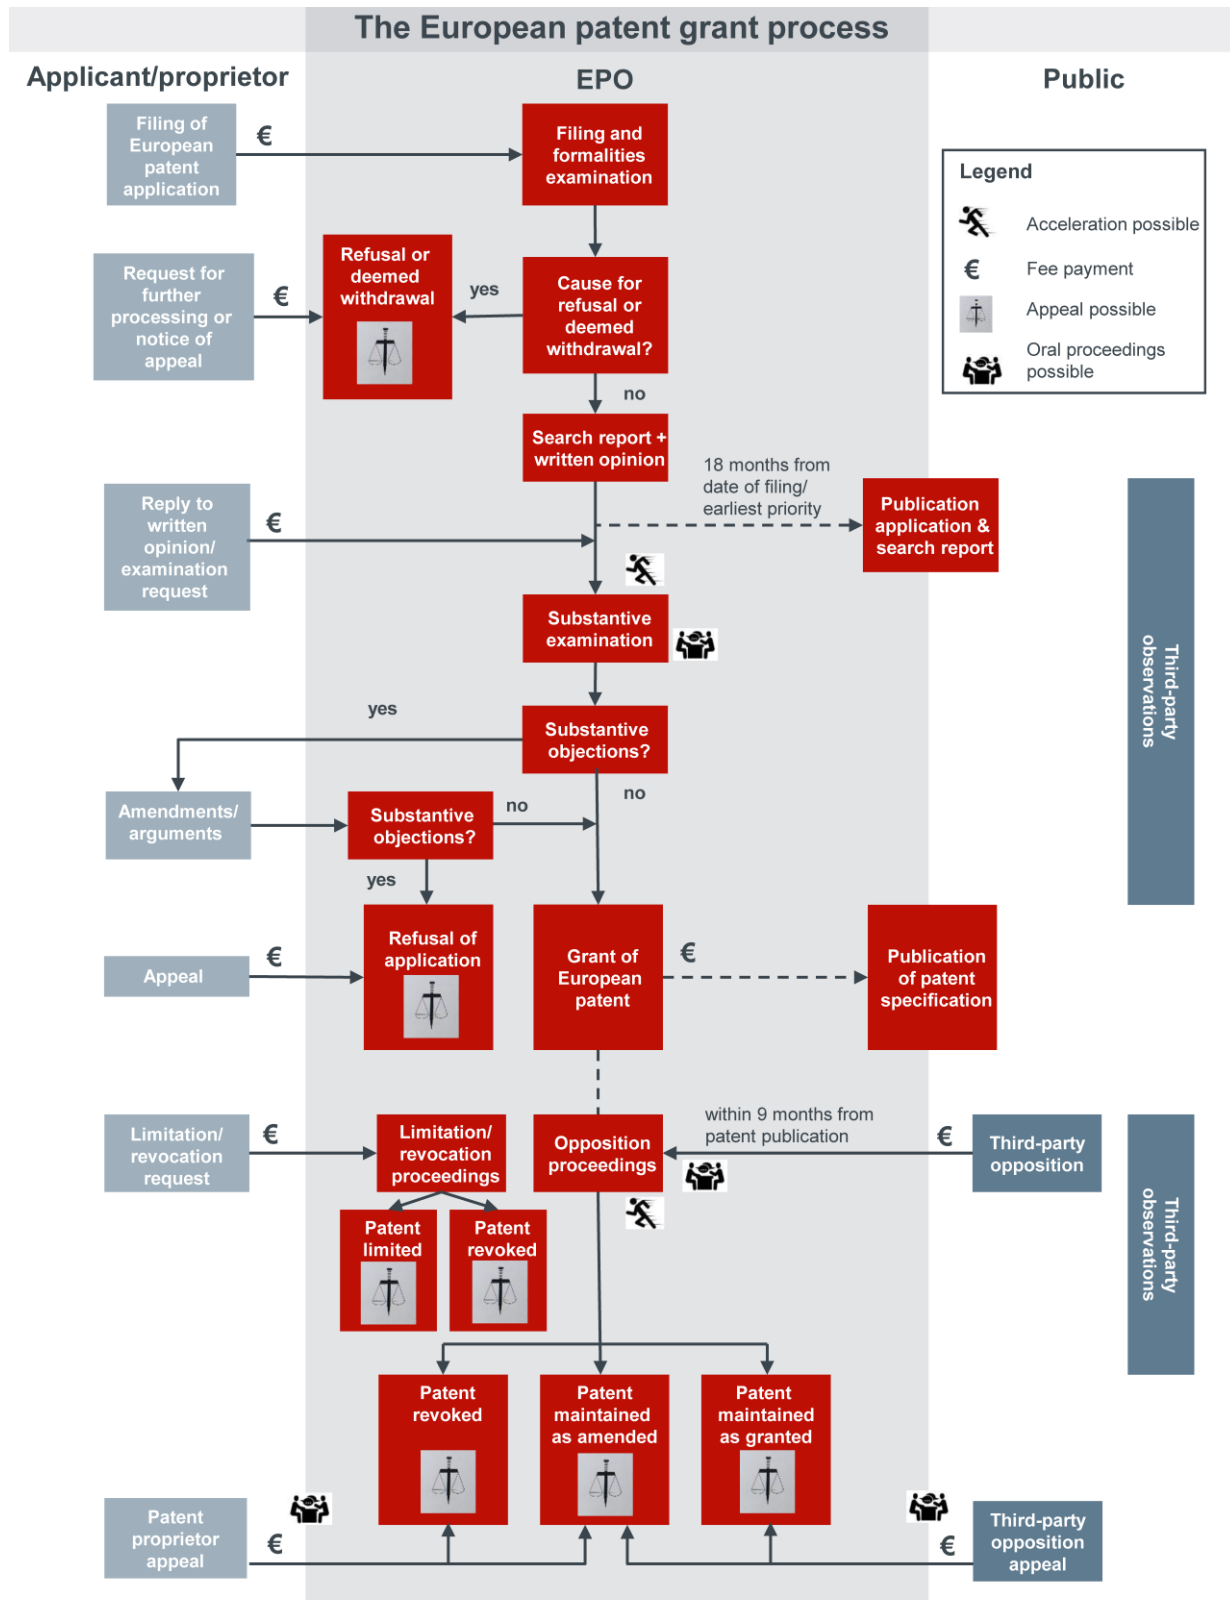 The European patent grant process
Applicant/proprietor
EPO
Public
Filing of
European
patent
application
€
Filing and
formalities
examination
Legend
Acceleration possible
€
Fee payment
Appeal possible
Oral proceedings
possible
Request for
further
processing or
notice of
appeal
€
Refusal or
deemed
withdrawal
yes
Cause for
refusal or
deemed
withdrawal?
no
Search report +
written opinion
18 months from
date of filing/
earliest priority
Publication
application &
search report
Reply to
written
opinion/
examination
request
€
Substantive
examination
Third-party
observations
yes
Substantive
objections?
no
Amendments/
arguments
Substantive
objections?
no
yes
Appeal
€
Refusal of
application
Grant of
European
patent
€
Publication
of patent
specification
Limitation/
revocation
request
€
Limitation/
revocation
proceedings
Opposition
proceedings
within 9 months from
patent publication
€
Third-party
opposition
Third-party
observations
Patent
limited
Patent
revoked
Patent
revoked
Patent
maintained
as amended
Patent
maintained
as granted
Patent
proprietor
appeal
€
€
Third-party
opposition
appeal